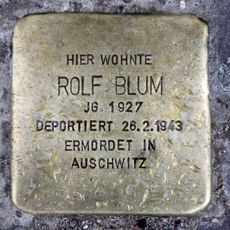 HIER WOHNTE
ROLF BLUM
JG. 1927
DEPORTIERT 26.2.1943
ERMORDET IN
AUSCHWITZ